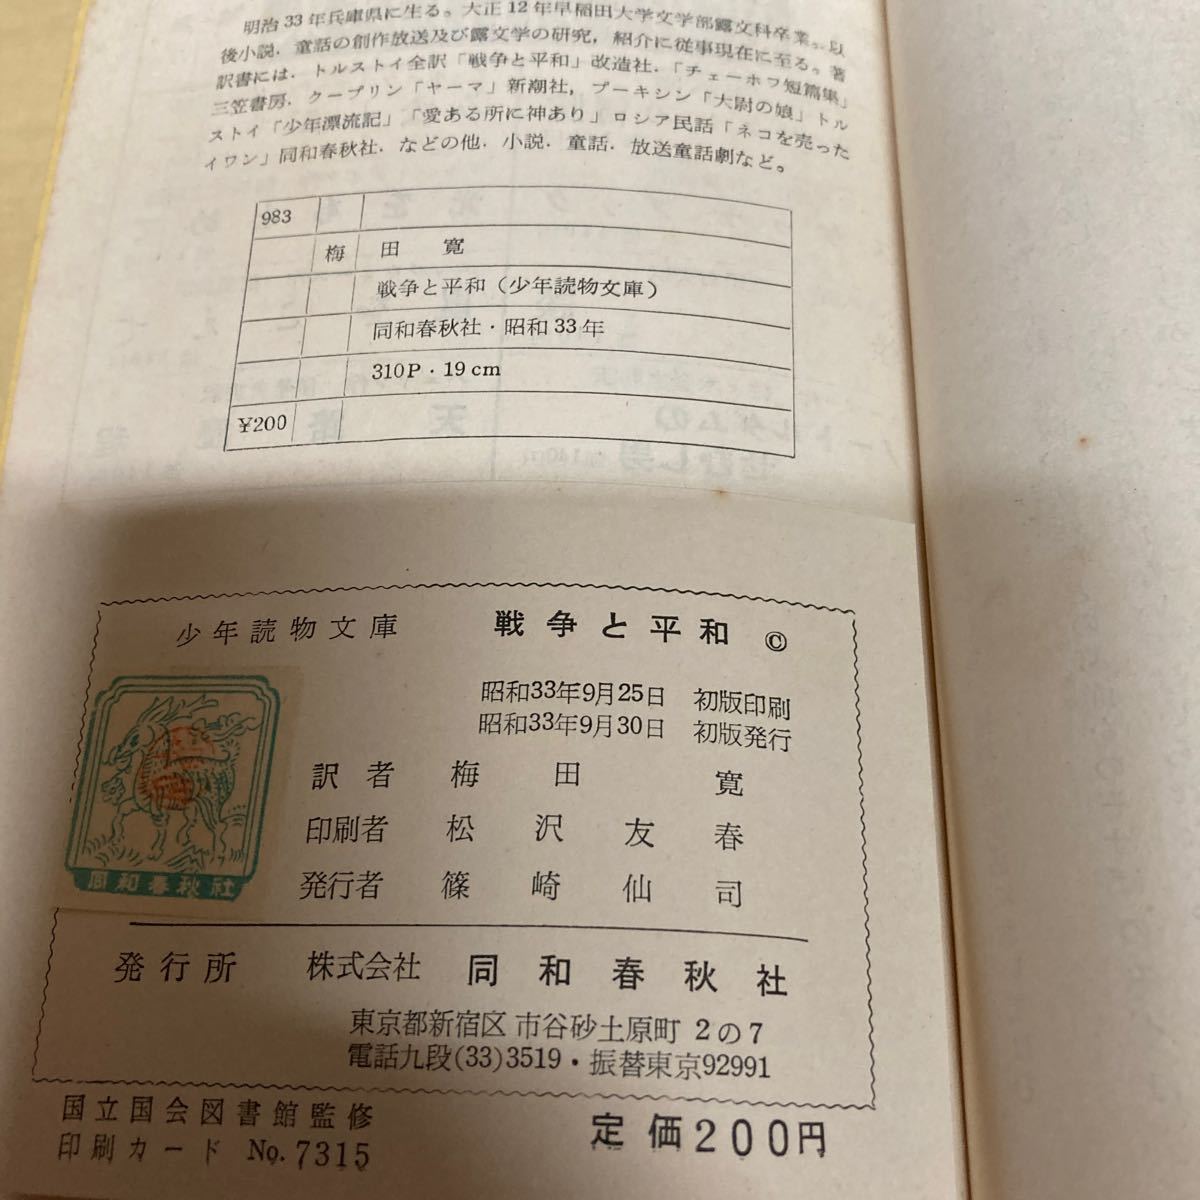 明治33年兵庫県に生る。大正12年早稲田大学文学部露文科卒業。以
後小説．童話の創作放送及び露文学の研究，紹介に従事現在に至る。著
訳書には．トルストイ全訳「戦争と平和」改造社．「チェーホフ短篇集」
三笠書房．クープリン「ヤーマ」新潮社，プーキシン「大尉の娘」トル
ストイ「少年漂流記」「愛ある所に神あり」ロシア民話「ネコを売った
イワン」同和春秋社．などの他．小説．童話．放送童話劇など。
983
梅 田 寛
戦争と平和（少年読物文庫）
同和春秋社・昭和33年
310P・19cm
¥200
少年読物文庫 戦争と平和 ©
昭和33年9月25日 初版印刷
昭和33年9月30日 初版発行
訳者 梅田寛
印刷者 松沢友春
発行者 篠崎仙司
同和春秋社
発行所 株式会社 同和春秋社
東京都新宿区市谷砂土原町2の7
電話九段(33)3519・振替東京92991
国立国会図書館監修
印刷カード No.7315
定価200円